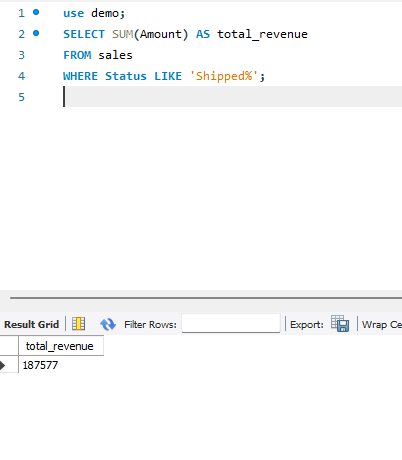 1 use demo;
2 SELECT SUM(Amount) AS total_revenue
3 FROM sales
4 WHERE Status LIKE 'Shipped%';
5
Result Grid Filter Rows: Export: Wrap Ce
total_revenue
187577